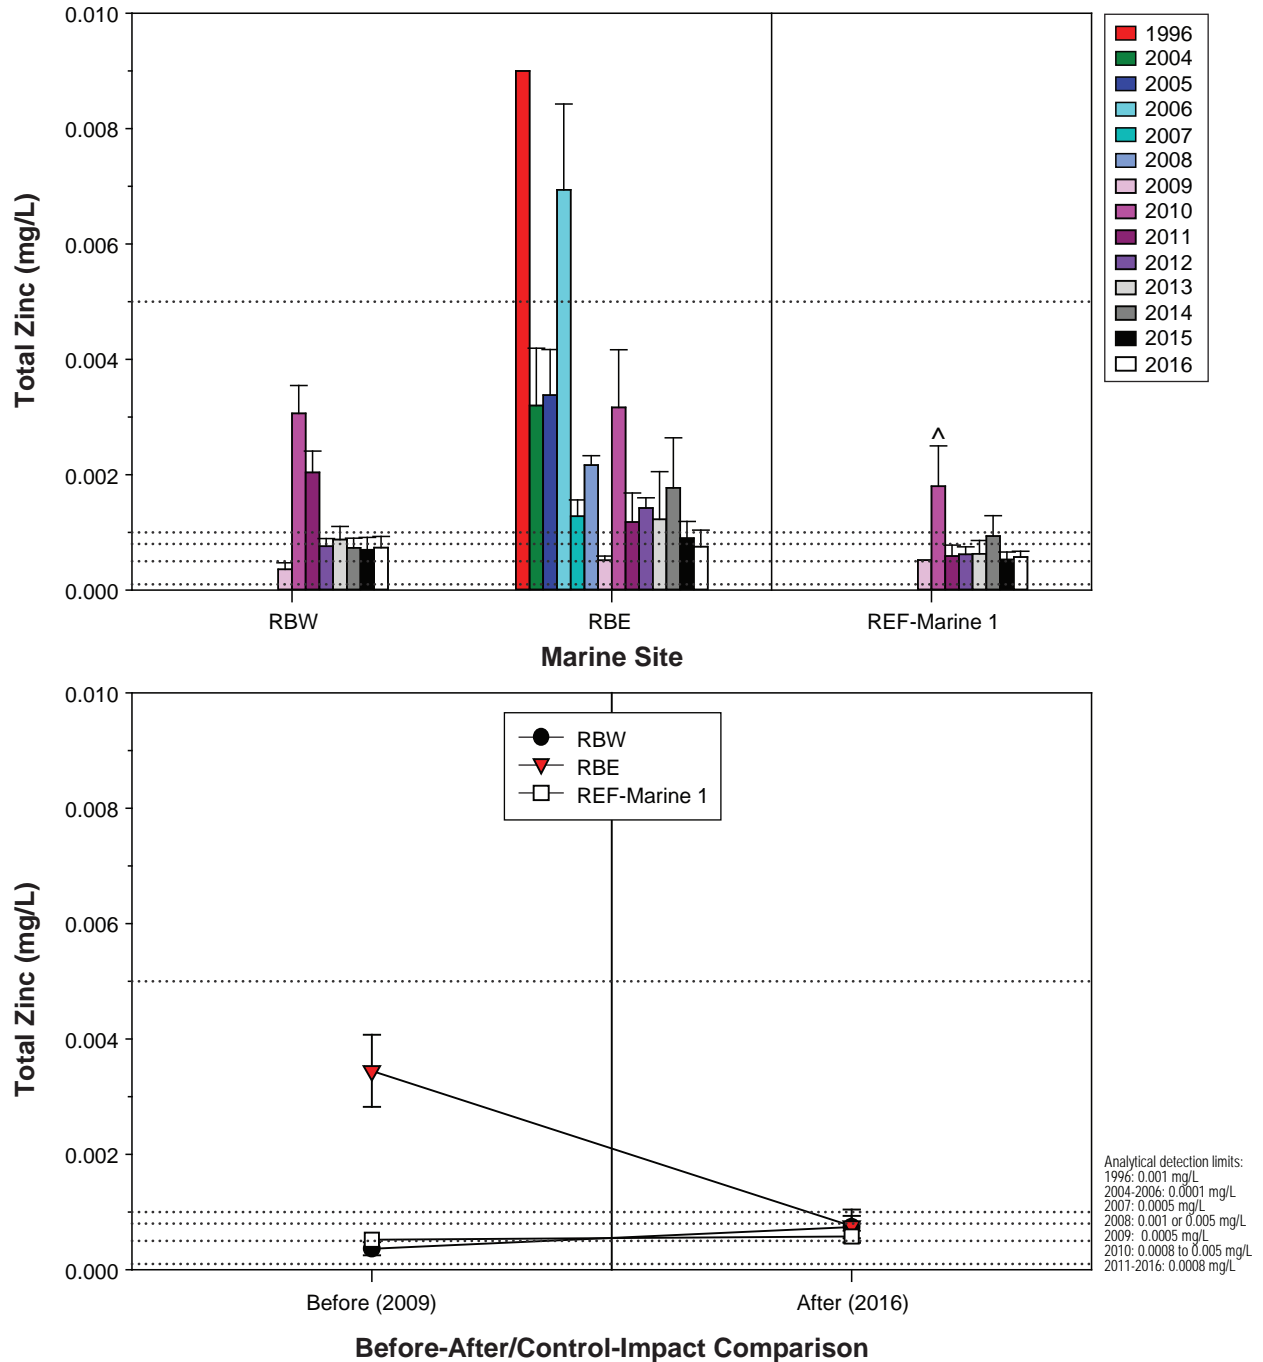 0.010
0.008
0.006
0.004
0.002
0.000
Total Zinc (mg/L)
^
RBW
RBE
REF-Marine 1
Marine Site
1996
2004
2005
2006
2007
2008
2009
2010
2011
2012
2013
2014
2015
2016
0.010
0.008
0.006
0.004
0.002
0.000
Total Zinc (mg/L)
RBW
RBE
REF-Marine 1
Before (2009)
After (2016)
Before-After/Control-Impact Comparison
Analytical detection limits:
1996: 0.001 mg/L
2004-2006: 0.0001 mg/L
2007: 0.0005 mg/L
2008: 0.001 or 0.005 mg/L
2009: 0.0005 mg/L
2010: 0.0008 to 0.005 mg/L
2011-2016: 0.0008 mg/L